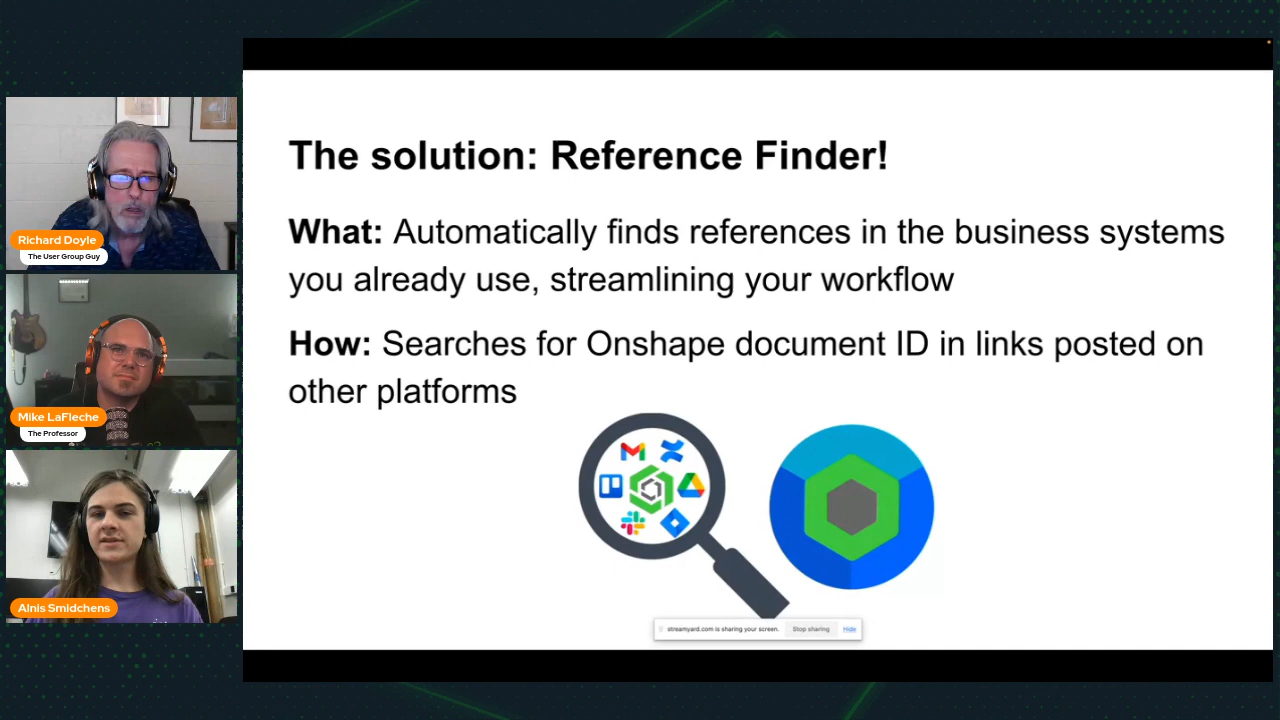 Richard Doyle
The User Group Guy
Mike LaFleche
The Professor
Alnis Smidchens
The solution: Reference Finder!
What: Automatically finds references in the business systems
you already use, streamlining your workflow
How: Searches for Onshape document ID in links posted on
other platforms
streamyard.com is sharing your screen. Stop sharing Hide